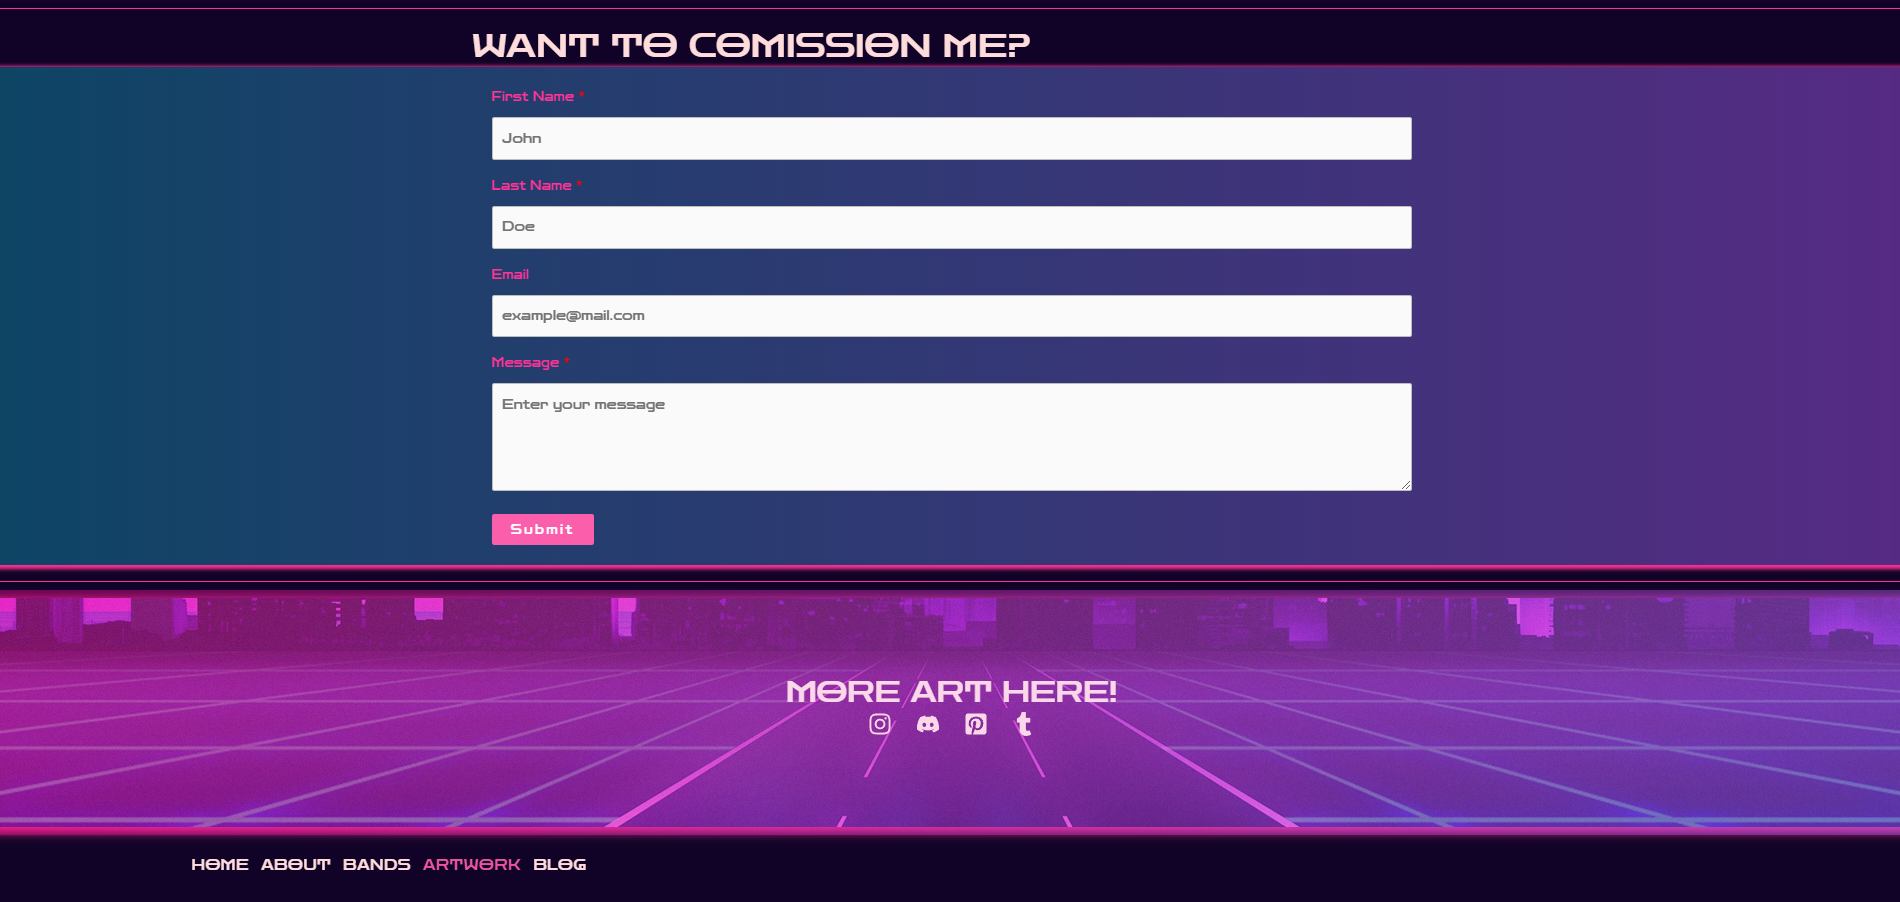 WANT TO COMISSION ME?
First Name *
John
Last Name *
Doe
Email
example@mail.com
Message *
Enter your message
Submit
MORE ART HERE!
HOME ABOUT BANDS ARTWORK BLOG